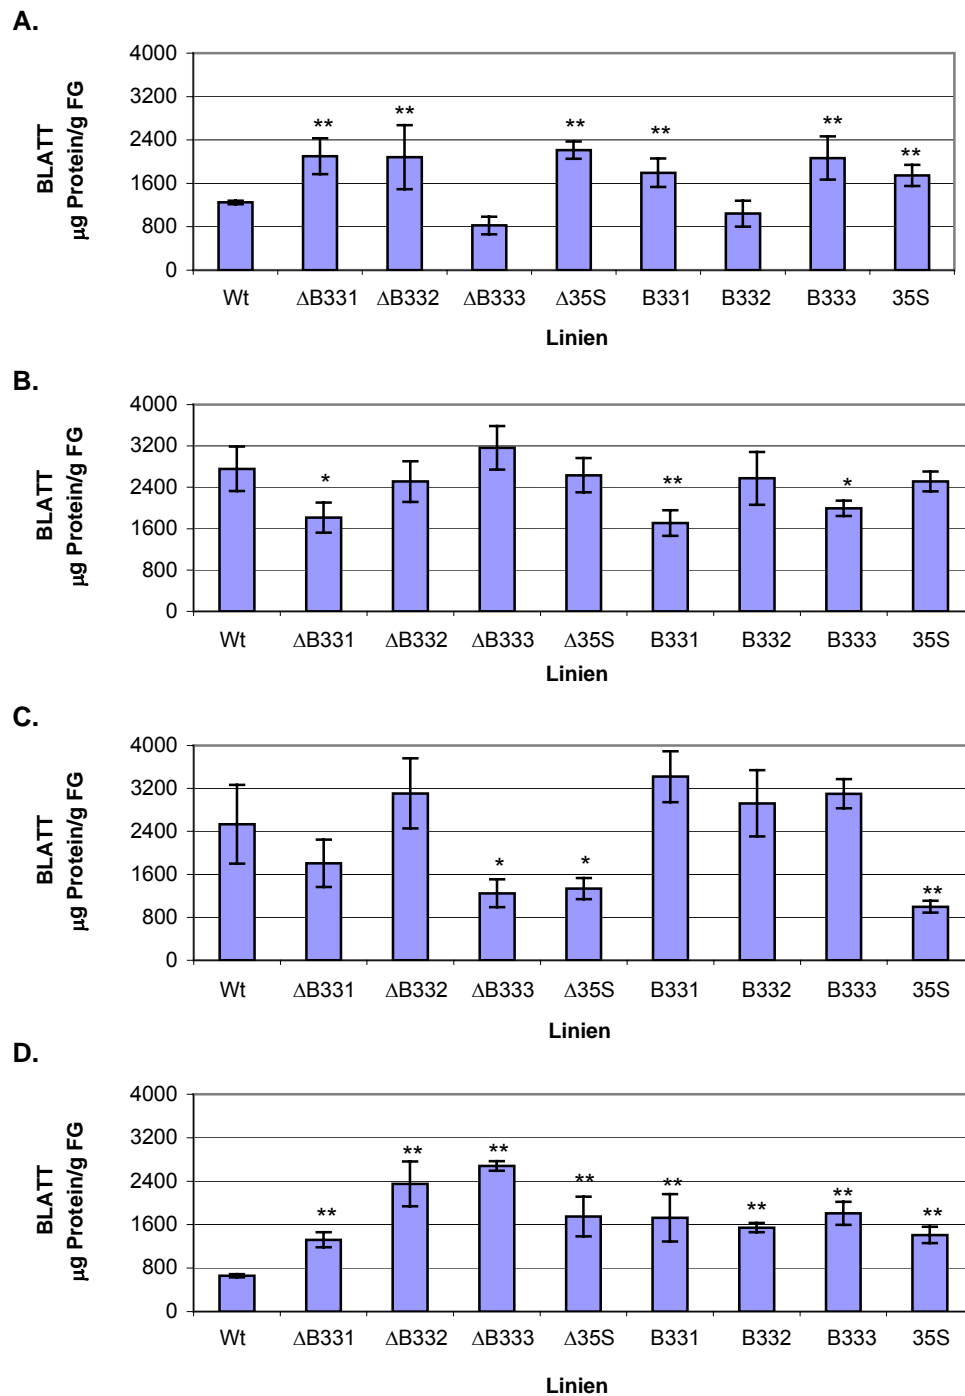 A.
BLATT
µg Protein/g FG
4000
3200
2400
1600
800
0
** ** ** ** ** **
Wt ΔB331 ΔB332 ΔB333 Δ35S B331 B332 B333 35S
Linien
B.
BLATT
µg Protein/g FG
4000
3200
2400
1600
800
0
* ** *
Wt ΔB331 ΔB332 ΔB333 Δ35S B331 B332 B333 35S
Linien
C.
BLATT
µg Protein/g FG
4000
3200
2400
1600
800
0
* * **
Wt ΔB331 ΔB332 ΔB333 Δ35S B331 B332 B333 35S
Linien
D.
BLATT
µg Protein/g FG
4000
3200
2400
1600
800
0
** ** ** ** ** ** ** **
Wt ΔB331 ΔB332 ΔB333 Δ35S B331 B332 B333 35S
Linien